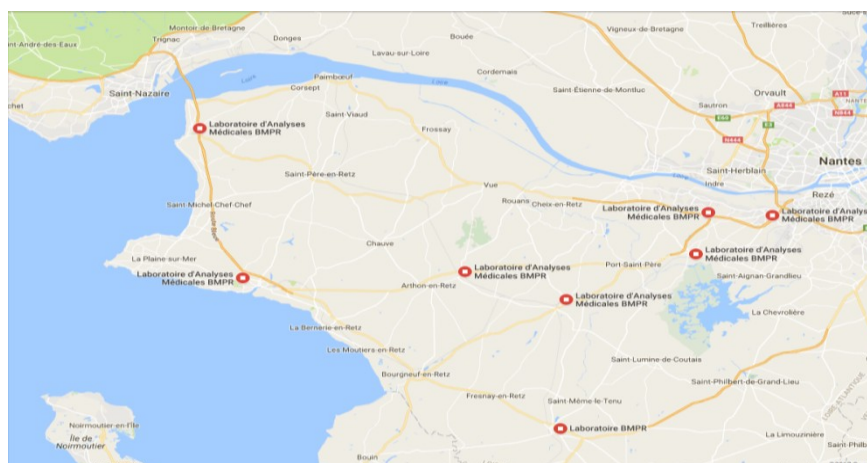 Montoir de Bretagne
Donges
Bouée
Vigneux-de-Bretagne
Treillières
Trignac
Lavau-sur-Loire
Saint-Nazaire
Paimbœuf
Cordemais
Corsept
Saint-Étienne-de-Montluc
Orvault
A11
A844
Sautron
N444
Laboratoire d'Analyses
Médicales BMPR
Saint-Viaud
Frossay
Nantes
Saint-Herblain
Saint-Père-en-Retz
Vue
Indre
Rezé
Saint-Michel-Chef-Chef
Rouans
Cheix-en-Retz
Laboratoire d'Analyses
Médicales BMPR
Laboratoire d'Analyses
Médicales BMPR
Chauvé
La Plaine-sur-Mer
Laboratoire d'Analyses
Médicales BMPR
Port-Saint-Père
Laboratoire d'Analyses
Médicales BMPR
Laboratoire d'Analyses
Médicales BMPR
Saint-Aignan-Grandlieu
Arthon-en-Retz
Laboratoire d'Analyses
Médicales BMPR
La Chevrolière
La Bernerie-en-Retz
Les Moutiers-en-Retz
Saint-Lumine-de-Coutais
Bourgneuf-en-Retz
Saint-Philbert-de-Grand-Lieu
Fresnay-en-Retz
Saint-Même-le-Tenu
Noirmoutier-en-l'Île
Île de
Noirmoutier
Laboratoire BMPR
La Limouzinière
Bouin